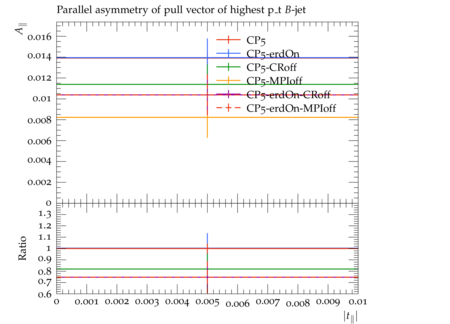 Parallel asymmetry of pull vector of highest p_t B-jet
A∥
0.016
0.014
0.012
0.01
0.008
0.006
0.004
0.002
0
CP5
CP5-erdOn
CP5-CRoff
CP5-MPIoff
CP5-erdOn-CRoff
CP5-erdOn-MPIoff
Ratio
1.3
1.2
1.1
1
0.9
0.8
0.7
0.6
0 0.001 0.002 0.003 0.004 0.005 0.006 0.007 0.008 0.009 0.01
|t∥|